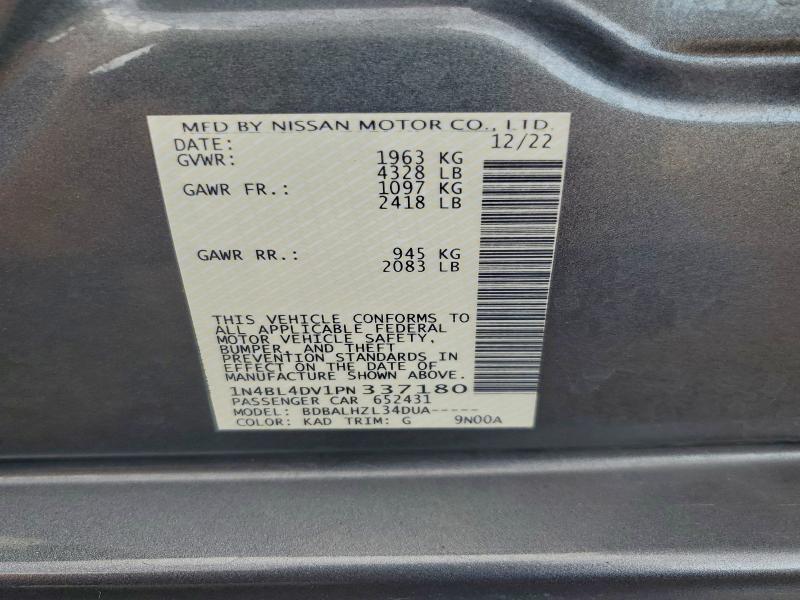 MFD BY NISSAN MOTOR CO., LTD.
DATE: 12/22
GVWR: 1963 KG
4328 LB
GAWR FR.: 1097 KG
2418 LB
GAWR RR.: 945 KG
2083 LB
THIS VEHICLE CONFORMS TO
ALL APPLICABLE FEDERAL
MOTOR VEHICLE SAFETY,
BUMPER, AND THEFT
PREVENTION STANDARDS IN
EFFECT ON THE DATE OF
MANUFACTURE SHOWN ABOVE.
1N4BL4DV1PN337180
PASSENGER CAR 652431
MODEL: BDBALHZL34DUA-----
COLOR: KAD TRIM: G 9N00A